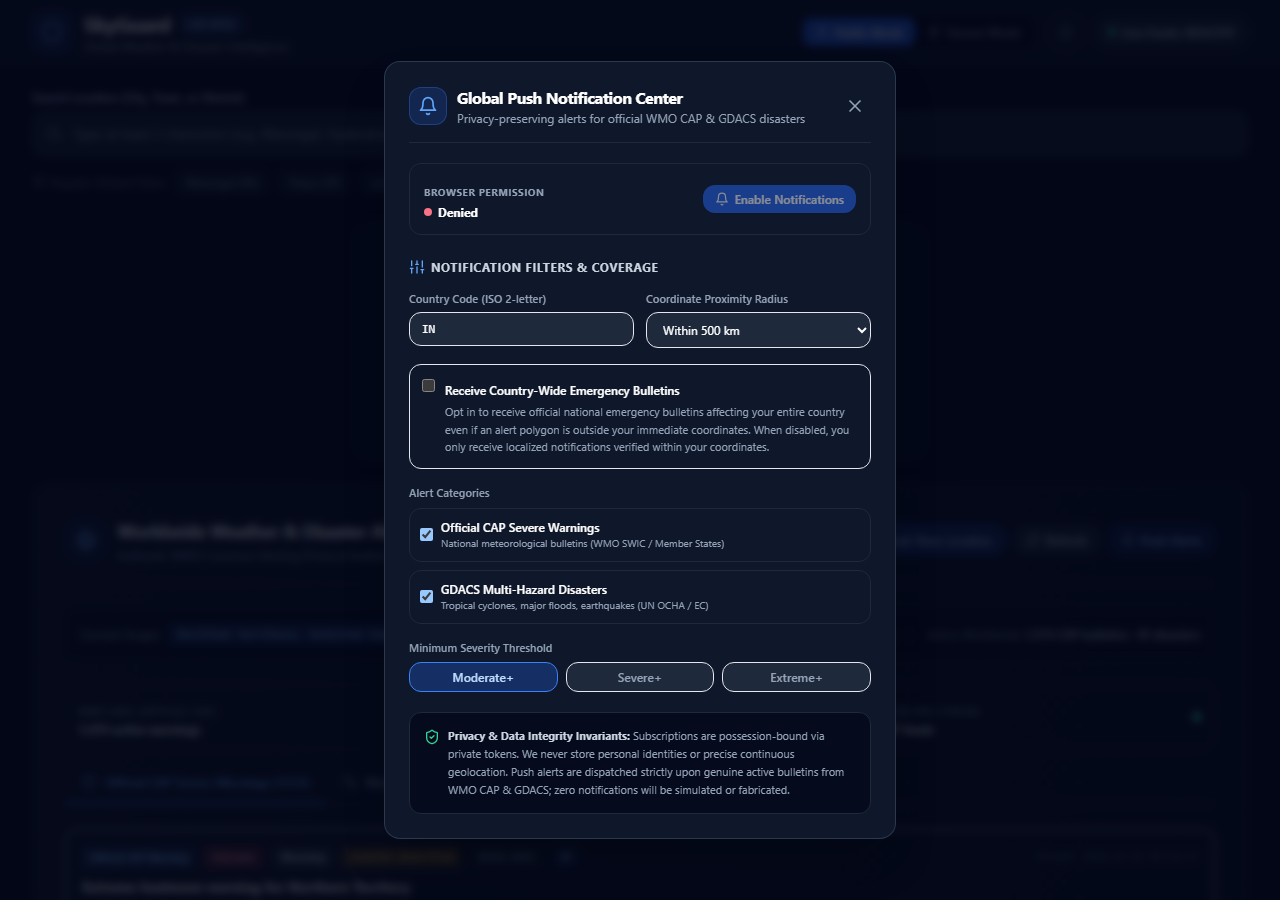 Global Push Notification Center
Privacy-preserving alerts for official WMO CAP & GDACS disasters
BROWSER PERMISSION
Denied
Enable Notifications
NOTIFICATION FILTERS & COVERAGE
Country Code (ISO 2-letter)
Coordinate Proximity Radius
IN
Within 500 km
Receive Country-Wide Emergency Bulletins
Opt in to receive official national emergency bulletins affecting your entire country
even if an alert polygon is outside your immediate coordinates. When disabled, you
only receive localized notifications verified within your coordinates.
Alert Categories
Official CAP Severe Warnings
National meteorological bulletins (WMO SWIC / Member States)
GDACS Multi-Hazard Disasters
Tropical cyclones, major floods, earthquakes (UN OCHA / EC)
Minimum Severity Threshold
Moderate+
Severe+
Extreme+
Privacy & Data Integrity Invariants: Subscriptions are possession-bound via
private tokens. We never store personal identities or precise continuous
geolocation. Push alerts are dispatched strictly upon genuine active bulletins from
WMO CAP & GDACS; zero notifications will be simulated or fabricated.